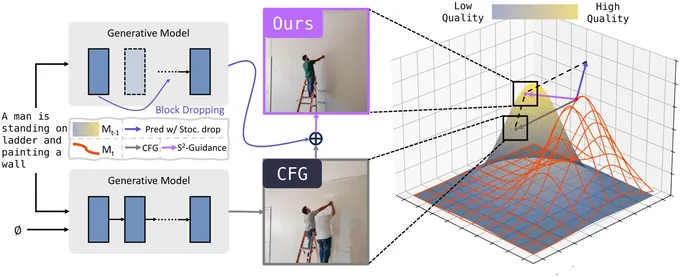 Generative Model
Block Dropping
A man is
standing on
ladder and
painting a
wall
M_t-1
Pred w/ Stoc. drop
M_t
CFG
S²-Guidance
Generative Model
Ø
Ours
CFG
Low
Quality
High
Quality